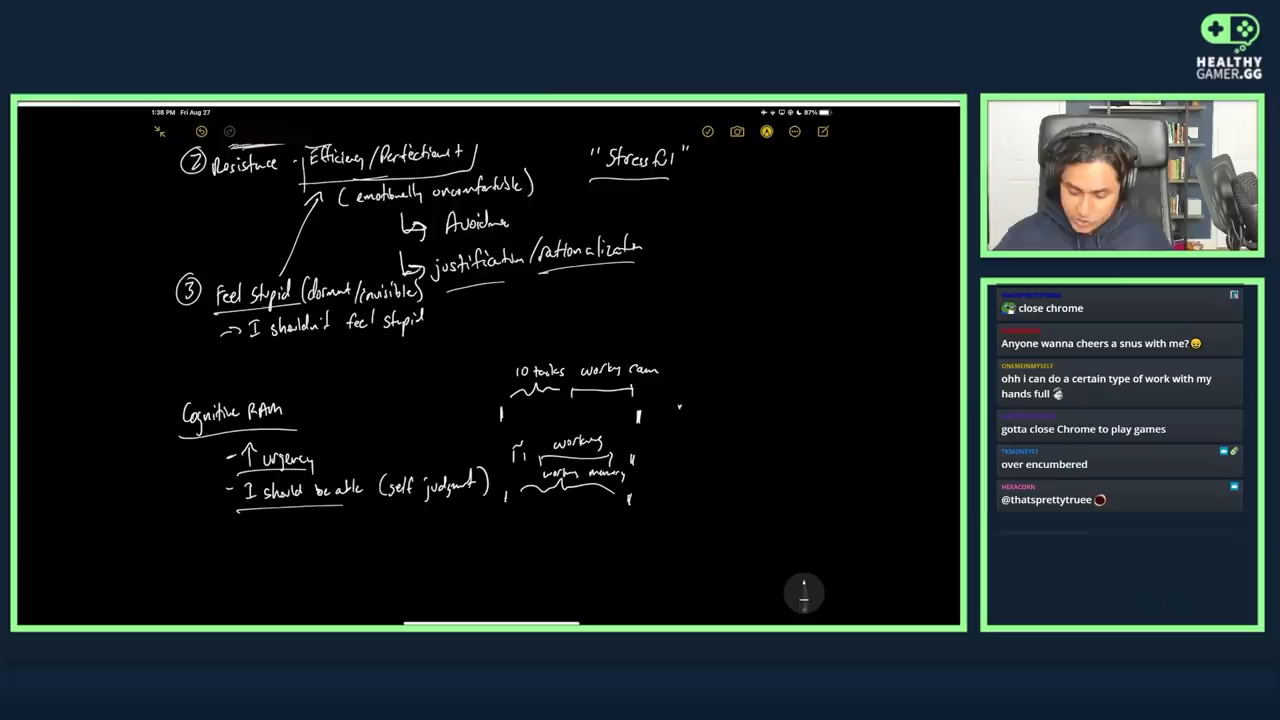 HEALTHY
GAMER.GG
1:38 PM Fri Aug 27
87%
② Resistance - Efficiency/Perfectionist
"Stressful"
(emotionally uncomfortable)
↳ Avoidance
↳ justification/rationalization
③ Feel stupid (dormant/invisible)
→ I shouldn't feel stupid
10 tasks working ram
Cognitive RAM
working
- ↑ urgency
working memory
- I should be able (self judgment)
close chrome
Anyone wanna cheers a snus with me?
ONEMEINMYSELF
ohh i can do a certain type of work with my
hands full
gotta close Chrome to play games
TKMONEY01
over encumbered
HEXACORN
@thatsprettytruee